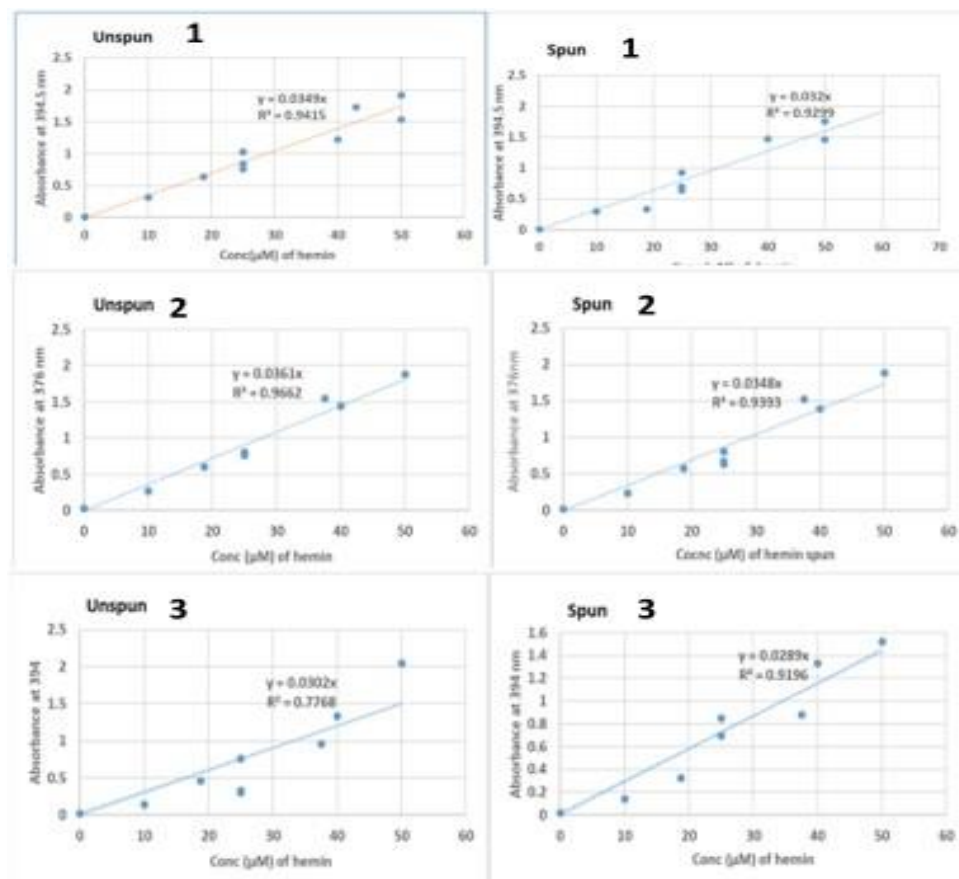 Unspun 1
2.5
2
1.5
1
0.5
0
y = 0.0349x
R² = 0.9415
Absorbance at 394.5 nm
0 10 20 30 40 50 60
Conc(µM) of hemin
Spun 1
2.5
2
1.5
1
0.5
0
y = 0.032x
R² = 0.9299
Absorbance at 394.5 nm
0 10 20 30 40 50 60 70
Unspun 2
2.5
2
1.5
1
0.5
0
y = 0.0361x
R² = 0.9662
Absorbance at 376 nm
0 10 20 30 40 50 60
Conc (µM) of hemin
Spun 2
2.5
2
1.5
1
0.5
0
y = 0.0348x
R² = 0.9393
Absorbance at 376nm
0 10 20 30 40 50 60
Cocnc (µM) of hemin spun
Unspun 3
2.5
2
1.5
1
0.5
0
y = 0.0302x
R² = 0.7768
Absorbance at 394
0 10 20 30 40 50 60
Conc (µM) of hemin
Spun 3
1.6
1.4
1.2
1
0.8
0.6
0.4
0.2
0
y = 0.0289x
R² = 0.9196
Absorbance at 394 nm
0 10 20 30 40 50 60
Conc (µM) of hemin